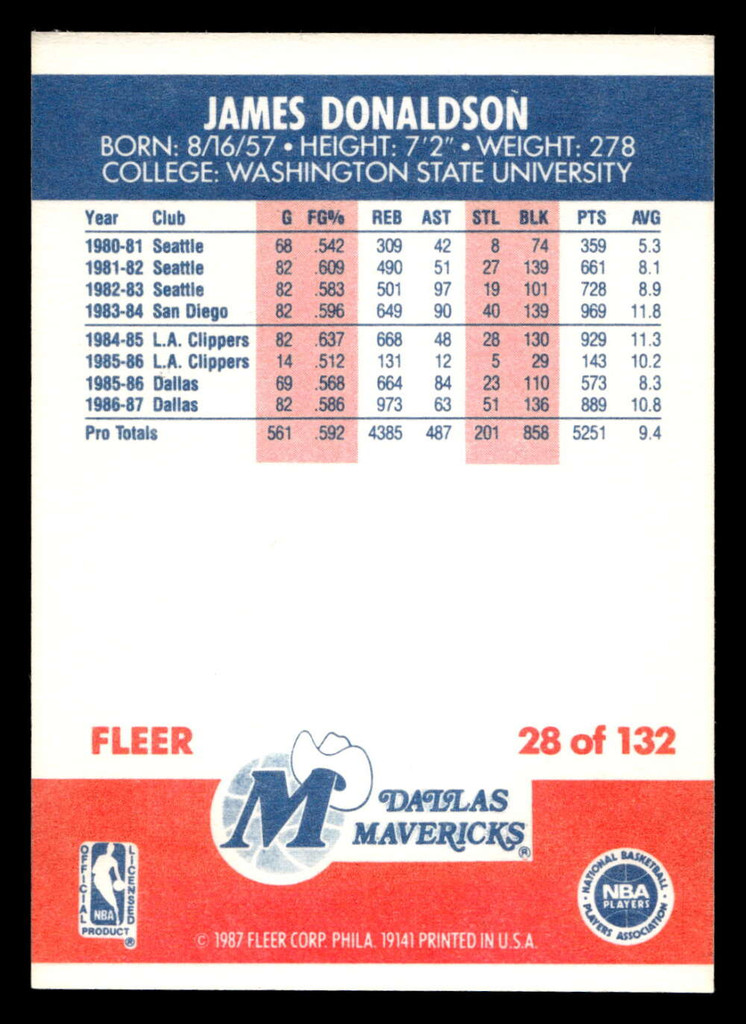 JAMES DONALDSON
BORN: 8/16/57 • HEIGHT: 7'2" • WEIGHT: 278
COLLEGE: WASHINGTON STATE UNIVERSITY
Year Club G FG% REB AST STL BLK PTS AVG
1980-81 Seattle 68 .542 309 42 8 74 359 5.3
1981-82 Seattle 82 .609 490 51 27 139 661 8.1
1982-83 Seattle 82 .583 501 97 19 101 728 8.9
1983-84 San Diego 82 .596 649 90 40 139 969 11.8
1984-85 L.A. Clippers 82 .637 668 48 28 130 929 11.3
1985-86 L.A. Clippers 14 .512 131 12 5 29 143 10.2
1985-86 Dallas 69 .568 664 84 23 110 573 8.3
1986-87 Dallas 82 .586 973 63 51 136 889 10.8
Pro Totals 561 .592 4385 487 201 858 5251 9.4
FLEER
28 of 132
M
DALLAS
MAVERICKS®
OFFICIAL
LICENSED
NBA
PRODUCT
®
NATIONAL BASKETBALL
NBA
PLAYERS
PLAYERS ASSOCIATION
© 1987 FLEER CORP. PHILA. 19141 PRINTED IN U.S.A.